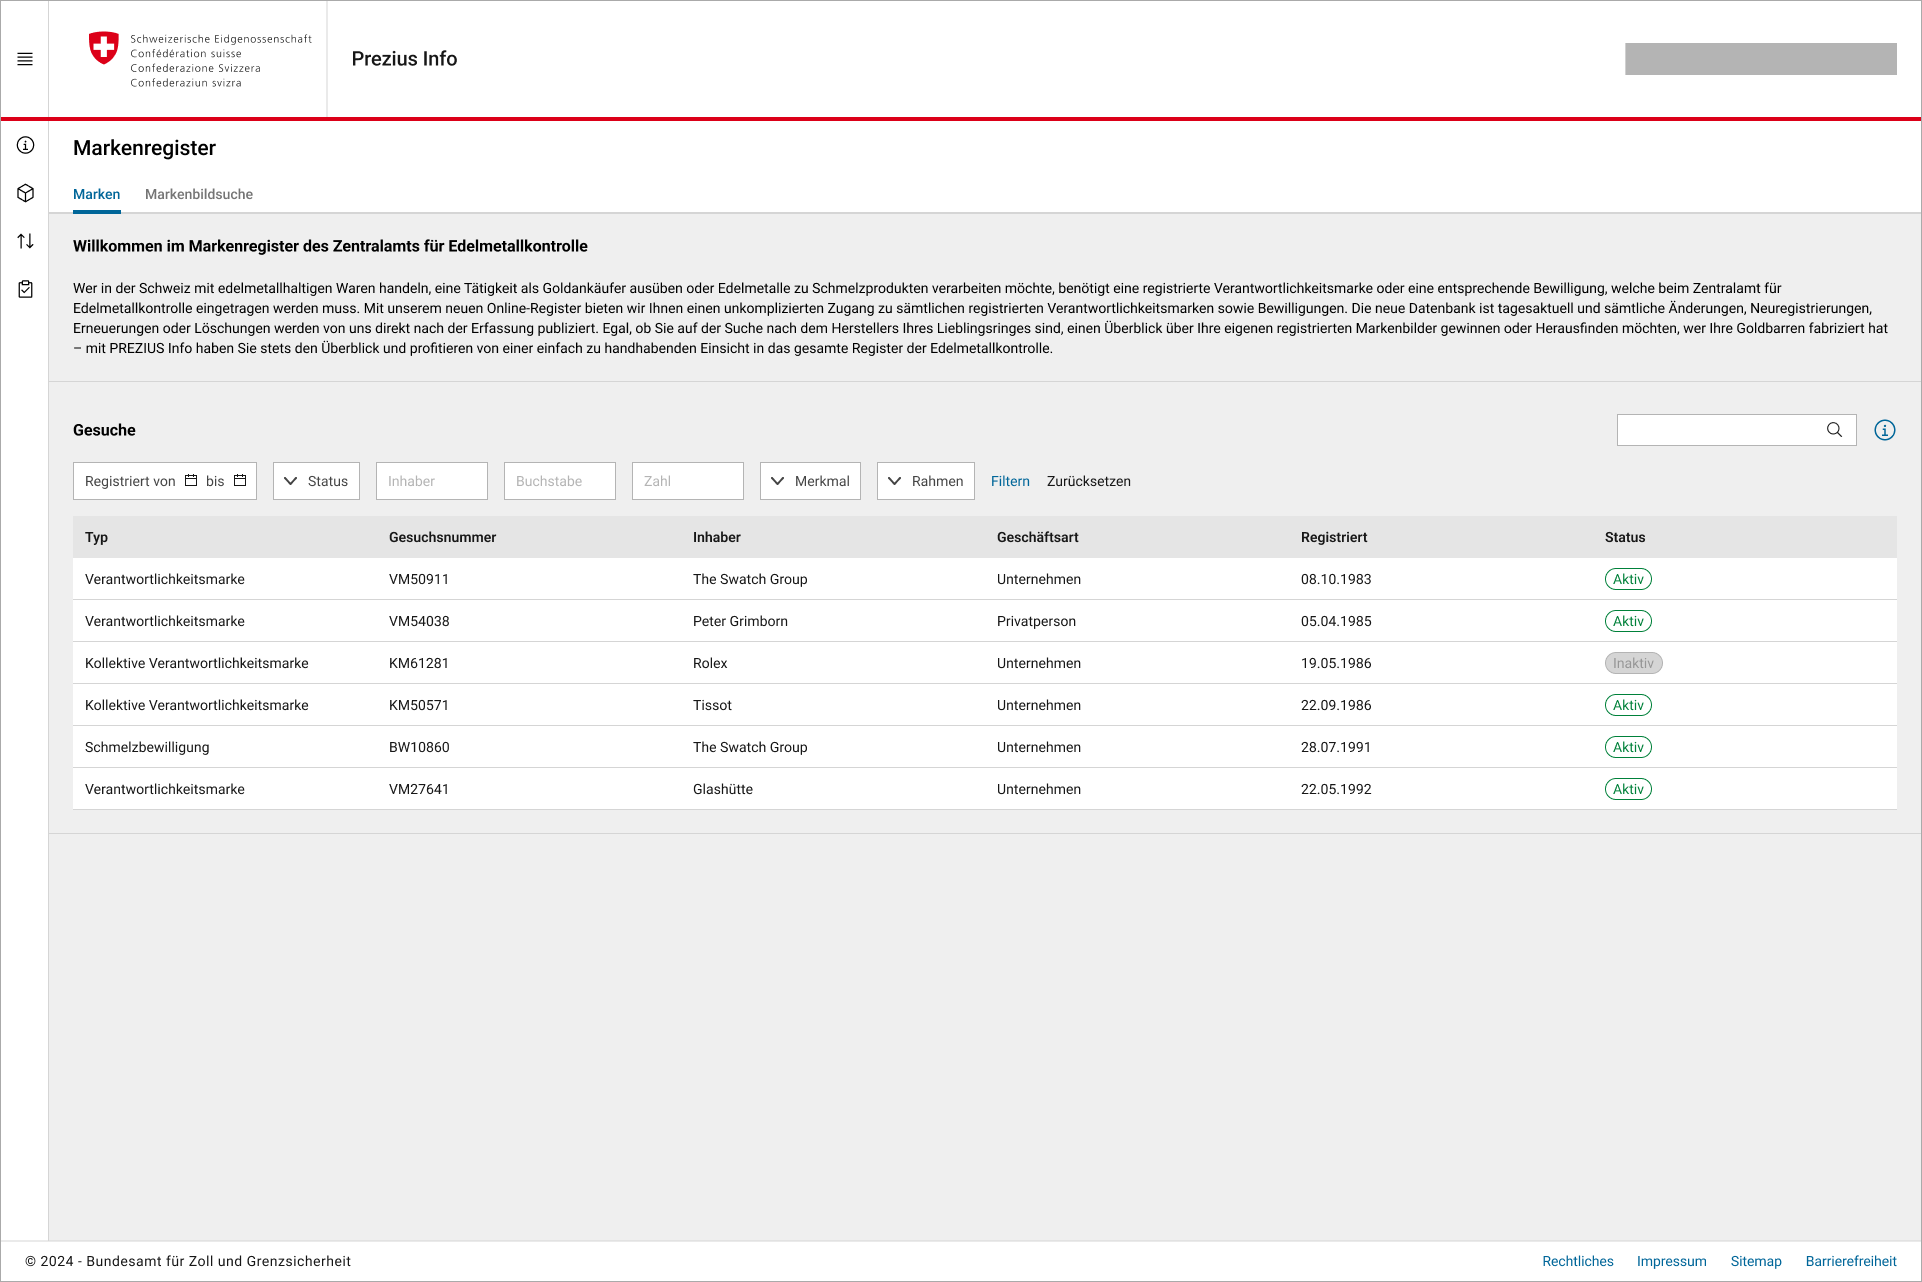 Schweizerische Eidgenossenschaft
Confédération suisse
Confederazione Svizzera
Confederaziun svizra
Prezius Info
Markenregister
Marken Markenbildsuche
Willkommen im Markenregister des Zentralamts für Edelmetallkontrolle
Wer in der Schweiz mit edelmetallhaltigen Waren handeln, eine Tätigkeit als Goldankäufer ausüben oder Edelmetalle zu Schmelzprodukten verarbeiten möchte, benötigt eine registrierte Verantwortlichkeitsmarke oder eine entsprechende Bewilligung, welche beim Zentralamt für
Edelmetallkontrolle eingetragen werden muss. Mit unserem neuen Online-Register bieten wir Ihnen einen unkomplizierten Zugang zu sämtlichen registrierten Verantwortlichkeitsmarken sowie Bewilligungen. Die neue Datenbank ist tagesaktuell und sämtliche Änderungen, Neuregistrierungen,
Erneuerungen oder Löschungen werden von uns direkt nach der Erfassung publiziert. Egal, ob Sie auf der Suche nach dem Herstellers Ihres Lieblingsringes sind, einen Überblick über Ihre eigenen registrierten Markenbilder gewinnen oder Herausfinden möchten, wer Ihre Goldbarren fabriziert hat
– mit PREZIUS Info haben Sie stets den Überblick und profitieren von einer einfach zu handhabenden Einsicht in das gesamte Register der Edelmetallkontrolle.
Gesuche
Registriert von bis Status Inhaber Buchstabe Zahl Merkmal Rahmen Filtern Zurücksetzen
Typ Gesuchsnummer Inhaber Geschäftsart Registriert Status
Verantwortlichkeitsmarke VM50911 The Swatch Group Unternehmen 08.10.1983 Aktiv
Verantwortlichkeitsmarke VM54038 Peter Grimborn Privatperson 05.04.1985 Aktiv
Kollektive Verantwortlichkeitsmarke KM61281 Rolex Unternehmen 19.05.1986 Inaktiv
Kollektive Verantwortlichkeitsmarke KM50571 Tissot Unternehmen 22.09.1986 Aktiv
Schmelzbewilligung BW10860 The Swatch Group Unternehmen 28.07.1991 Aktiv
Verantwortlichkeitsmarke VM27641 Glashütte Unternehmen 22.05.1992 Aktiv
© 2024 - Bundesamt für Zoll und Grenzsicherheit Rechtliches Impressum Sitemap Barrierefreiheit